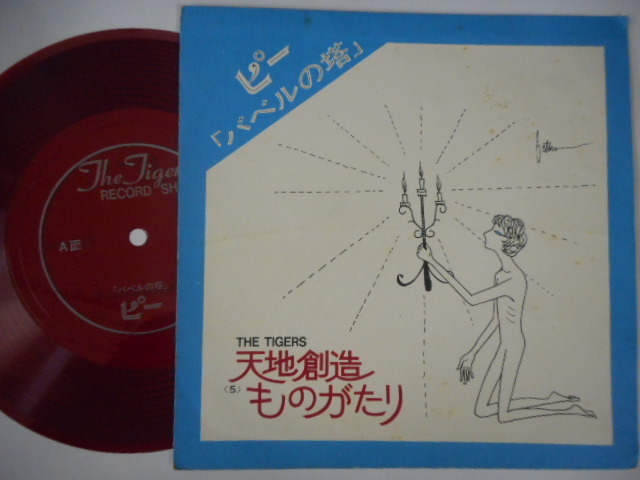 ピー
「バベルの塔」
THE TIGERS
天地創造
〈5〉
ものがたり
The Tigers
RECORD SH
A面
「バベルの塔」
ピー